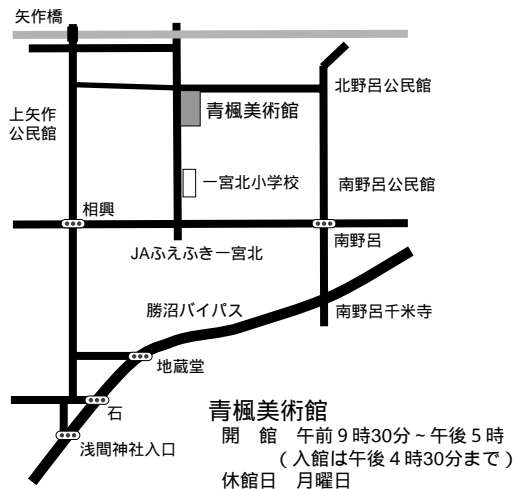 矢作橋
北野呂公民館
上矢作
公民館
青楓美術館
一宮北小学校
南野呂公民館
相興
南野呂
JAふえふき一宮北
勝沼バイパス
南野呂千米寺
地蔵堂
石
浅間神社入口
青楓美術館
開　館　午前９時30分～午後５時
（入館は午後４時30分まで）
休館日　月曜日